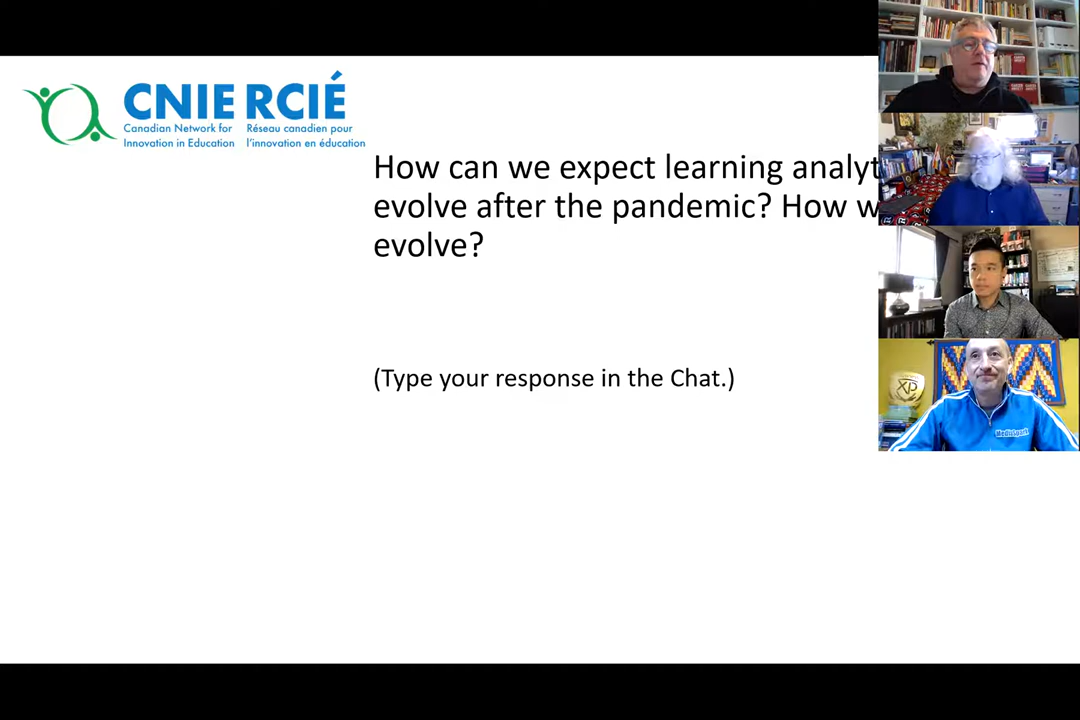 CNIE RCIÉ
Canadian Network for Réseau canadien pour
Innovation in Education l'innovation en éducation
How can we expect learning analyt
evolve after the pandemic? How w
evolve?
(Type your response in the Chat.)
XP